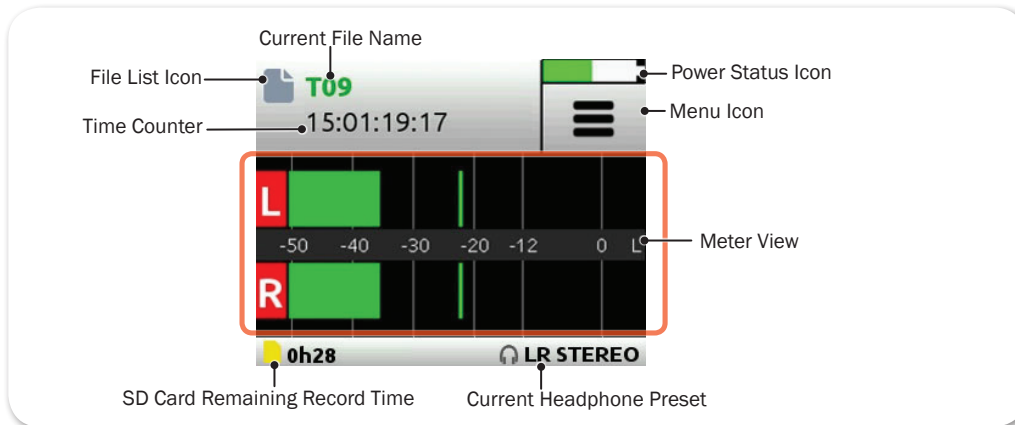 Current File Name
File List Icon
T09
Power Status Icon
Menu Icon
Time Counter
15:01:19:17
L
-50 -40 -30 -20 -12 0 L
Meter View
R
0h28
LR STEREO
SD Card Remaining Record Time
Current Headphone Preset